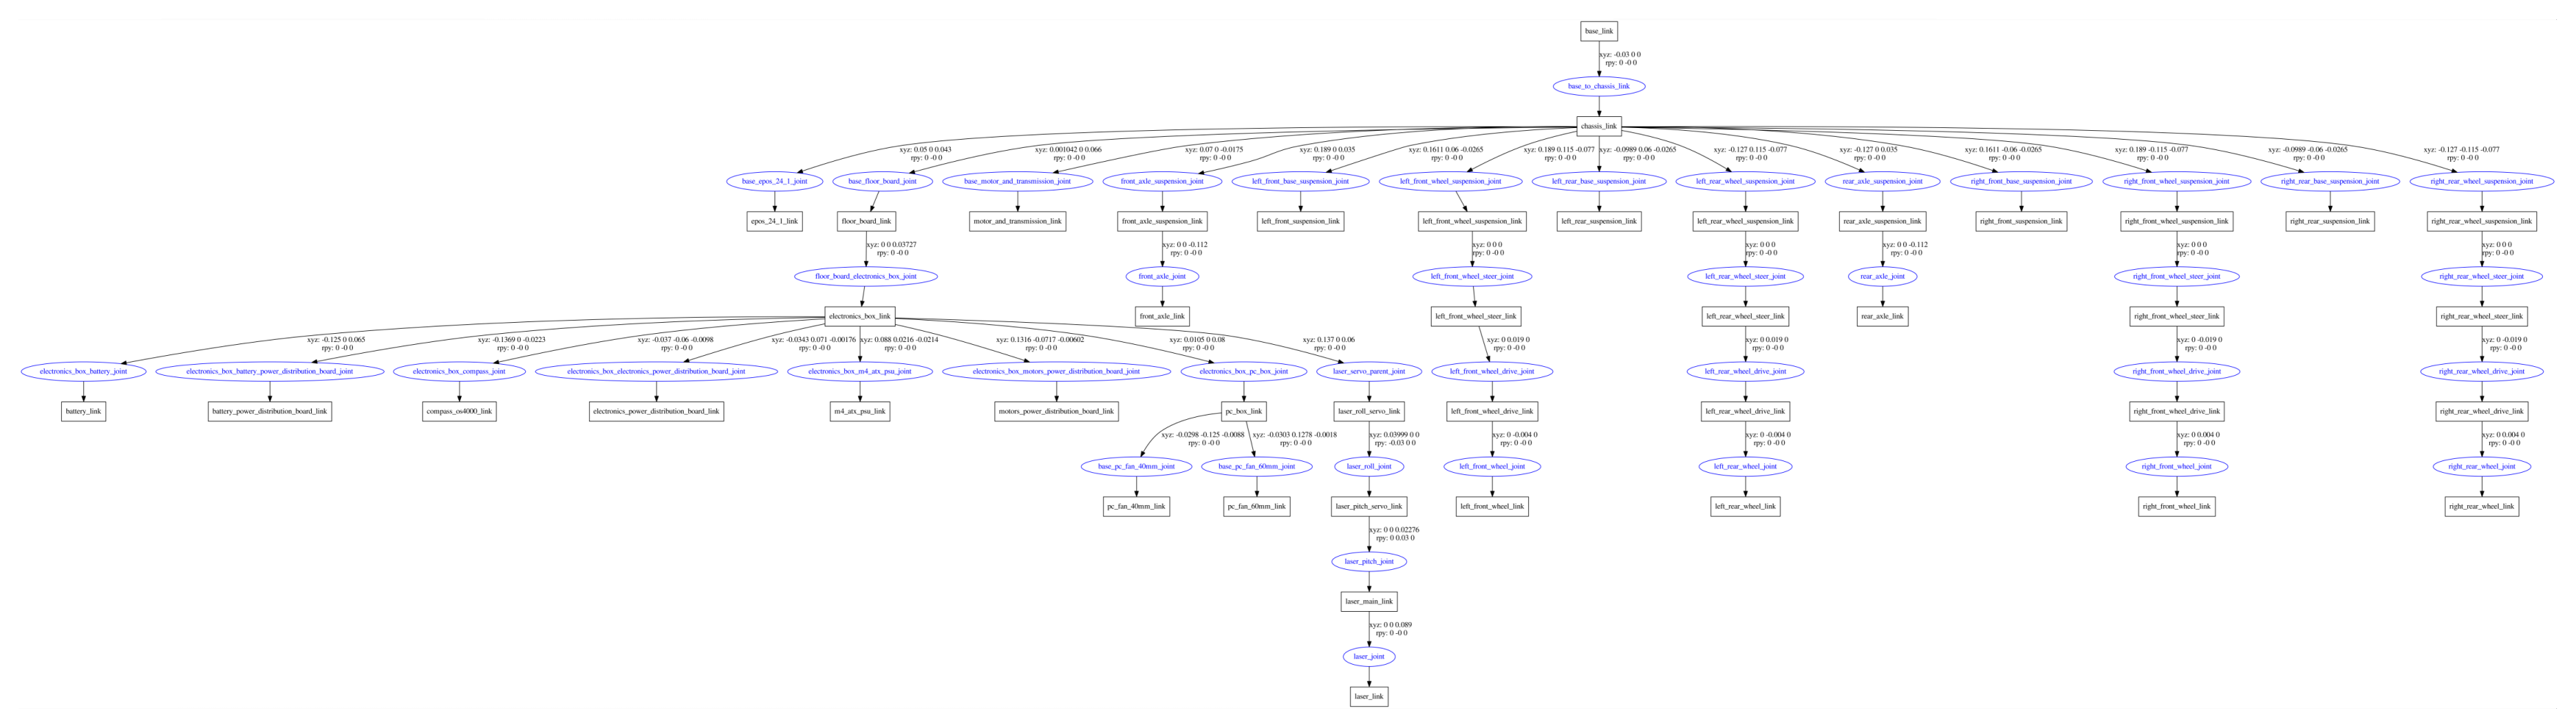 base_link
xyz: -0.03 0 0
rpy: 0 -0 0
base_to_chassis_link
chassis_link
xyz: 0.05 0 0.043
rpy: 0 -0 0
xyz: 0.001042 0 0.066
rpy: 0 -0 0
xyz: 0.07 0 -0.0175
rpy: 0 -0 0
xyz: 0.189 0 0.035
rpy: 0 -0 0
xyz: 0.1611 0.06 -0.0265
rpy: 0 -0 0
xyz: 0.189 0.115 -0.077
rpy: 0 -0 0
xyz: -0.0989 0.06 -0.0265
rpy: 0 -0 0
xyz: -0.127 0.115 -0.077
rpy: 0 -0 0
xyz: -0.127 0 0.035
rpy: 0 -0 0
xyz: 0.1611 -0.06 -0.0265
rpy: 0 -0 0
xyz: 0.189 -0.115 -0.077
rpy: 0 -0 0
xyz: -0.0989 -0.06 -0.0265
rpy: 0 -0 0
xyz: -0.127 -0.115 -0.077
rpy: 0 -0 0
base_epos_24_1_joint
base_floor_board_joint
base_motor_and_transmission_joint
front_axle_suspension_joint
left_front_base_suspension_joint
left_front_wheel_suspension_joint
left_rear_base_suspension_joint
left_rear_wheel_suspension_joint
rear_axle_suspension_joint
right_front_base_suspension_joint
right_front_wheel_suspension_joint
right_rear_base_suspension_joint
right_rear_wheel_suspension_joint
epos_24_1_link
floor_board_link
motor_and_transmission_link
front_axle_suspension_link
left_front_suspension_link
left_front_wheel_suspension_link
left_rear_suspension_link
left_rear_wheel_suspension_link
rear_axle_suspension_link
right_front_suspension_link
right_front_wheel_suspension_link
right_rear_suspension_link
right_rear_wheel_suspension_link
xyz: 0 0 0.03727
rpy: 0 -0 0
xyz: 0 0 -0.112
rpy: 0 -0 0
xyz: 0 0 0
rpy: 0 -0 0
xyz: 0 0 0
rpy: 0 -0 0
xyz: 0 0 -0.112
rpy: 0 -0 0
xyz: 0 0 0
rpy: 0 -0 0
xyz: 0 0 0
rpy: 0 -0 0
floor_board_electronics_box_joint
front_axle_joint
left_front_wheel_steer_joint
left_rear_wheel_steer_joint
rear_axle_joint
right_front_wheel_steer_joint
right_rear_wheel_steer_joint
electronics_box_link
front_axle_link
left_front_wheel_steer_link
left_rear_wheel_steer_link
rear_axle_link
right_front_wheel_steer_link
right_rear_wheel_steer_link
xyz: -0.125 0 0.065
rpy: 0 -0 0
xyz: -0.1369 0 -0.0223
rpy: 0 -0 0
xyz: -0.037 -0.06 -0.0098
rpy: 0 -0 0
xyz: -0.0343 0.071 -0.00176
rpy: 0 -0 0
xyz: 0.088 0.0216 -0.0214
rpy: 0 -0 0
xyz: 0.1316 -0.0717 -0.00602
rpy: 0 -0 0
xyz: 0.0105 0 0.08
rpy: 0 -0 0
xyz: 0.137 0 0.06
rpy: 0 -0 0
xyz: 0 0.019 0
rpy: 0 -0 0
xyz: 0 0.019 0
rpy: 0 -0 0
xyz: 0 -0.019 0
rpy: 0 -0 0
xyz: 0 -0.019 0
rpy: 0 -0 0
electronics_box_battery_joint
electronics_box_battery_power_distribution_board_joint
electronics_box_compass_joint
electronics_box_electronics_power_distribution_board_joint
electronics_box_m4_atx_psu_joint
electronics_box_motors_power_distribution_board_joint
electronics_box_pc_box_joint
laser_servo_parent_joint
left_front_wheel_drive_joint
left_rear_wheel_drive_joint
right_front_wheel_drive_joint
right_rear_wheel_drive_joint
battery_link
battery_power_distribution_board_link
compass_os4000_link
electronics_power_distribution_board_link
m4_atx_psu_link
motors_power_distribution_board_link
pc_box_link
laser_roll_servo_link
left_front_wheel_drive_link
left_rear_wheel_drive_link
right_front_wheel_drive_link
right_rear_wheel_drive_link
xyz: -0.0298 -0.125 -0.0088
rpy: 0 -0 0
xyz: -0.0303 0.1278 -0.0018
rpy: 0 -0 0
xyz: 0.03999 0 0
rpy: -0.03 0 0
xyz: 0 -0.004 0
rpy: 0 -0 0
xyz: 0 -0.004 0
rpy: 0 -0 0
xyz: 0 0.004 0
rpy: 0 -0 0
xyz: 0 0.004 0
rpy: 0 -0 0
base_pc_fan_40mm_joint
base_pc_fan_60mm_joint
laser_roll_joint
left_front_wheel_joint
left_rear_wheel_joint
right_front_wheel_joint
right_rear_wheel_joint
pc_fan_40mm_link
pc_fan_60mm_link
laser_pitch_servo_link
left_front_wheel_link
left_rear_wheel_link
right_front_wheel_link
right_rear_wheel_link
xyz: 0 0 0.02276
rpy: 0 0.03 0
laser_pitch_joint
laser_main_link
xyz: 0 0 0.089
rpy: 0 -0 0
laser_joint
laser_link